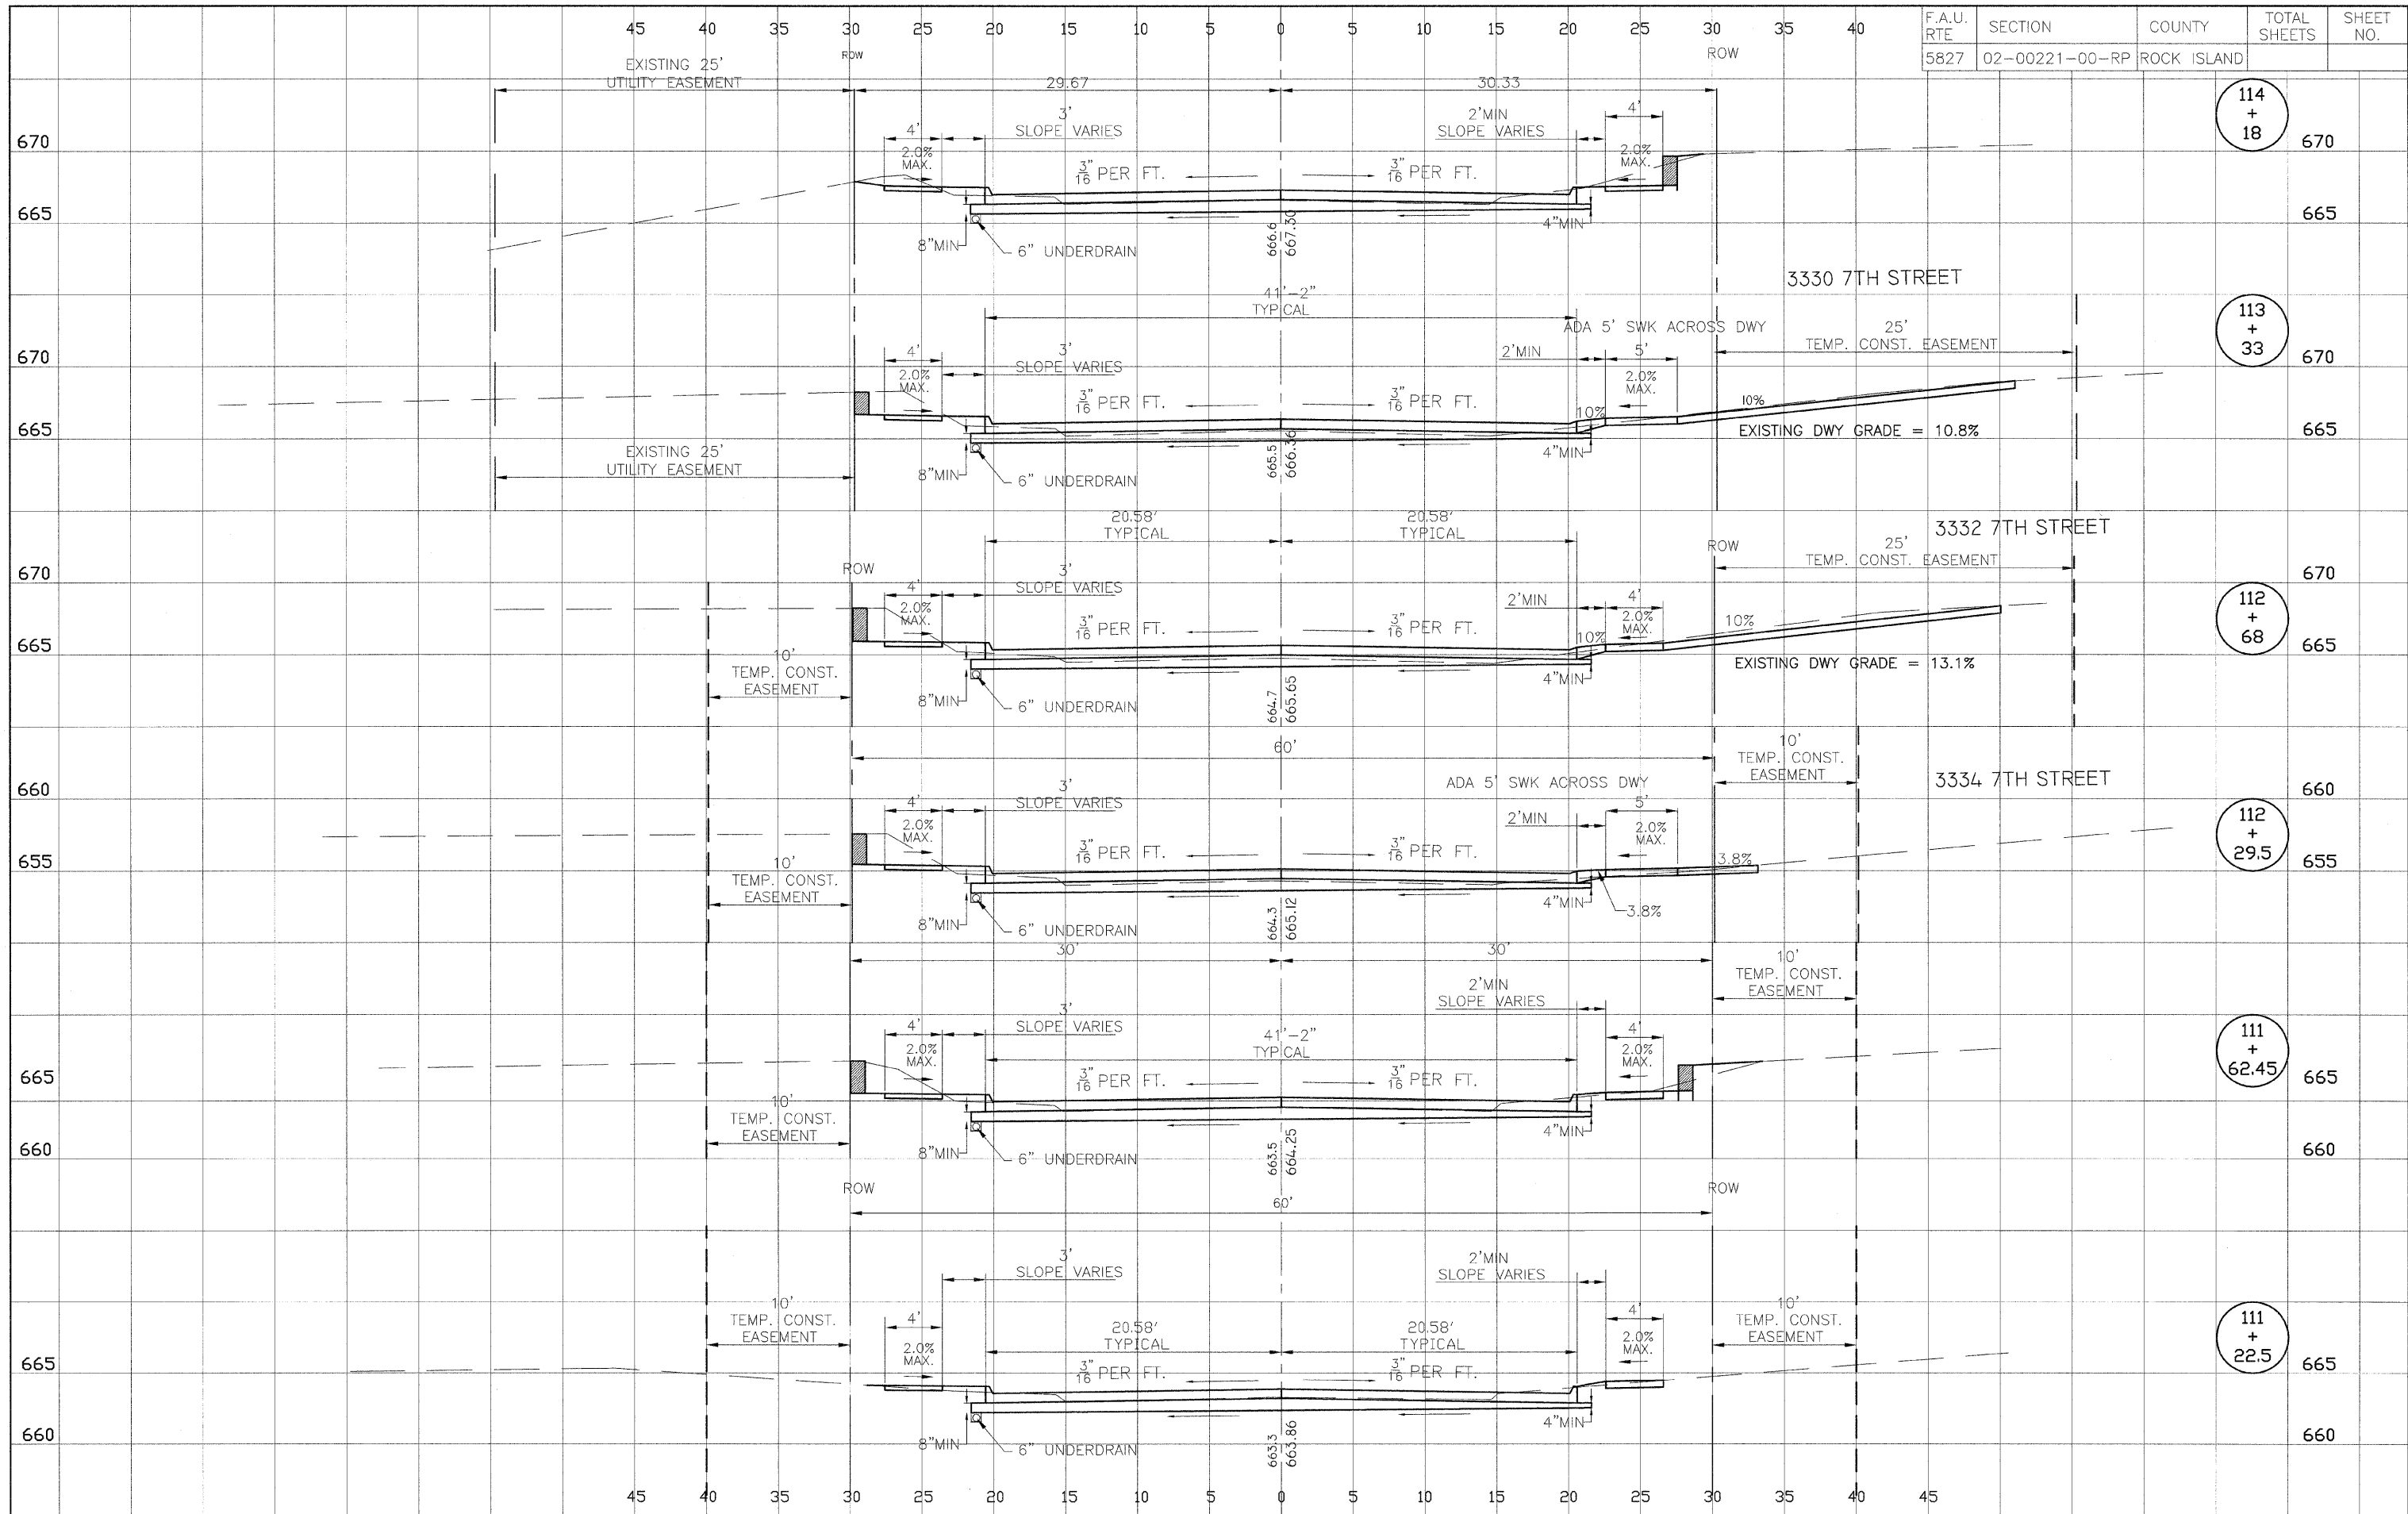 45 40 35 30 25 20 15 10 5 0 5 10 15 20 25 30 35 40
F.A.U. RTE SECTION COUNTY TOTAL SHEETS SHEET NO.
5827 02-00221-00-RP ROCK ISLAND
ROW ROW
EXISTING 25'
UTILITY EASEMENT
29.67 30.33
4'
3'
SLOPE VARIES
2'MIN
SLOPE VARIES
4'
114
+
18
670 670
2.0%
MAX.
3"
16 PER FT.
3"
16 PER FT.
2.0%
MAX.
665 665
8"MIN
6" UNDERDRAIN
666.6
667.30
4"MIN
3330 7TH STREET
41'-2"
TYPICAL
ADA 5' SWK ACROSS DWY
25'
TEMP. CONST. EASEMENT
113
+
33
670 670
4'
3'
SLOPE VARIES
2'MIN
5'
2.0%
MAX.
3"
16 PER FT.
3"
16 PER FT.
2.0%
MAX.
10%
10%
EXISTING DWY GRADE = 10.8%
665 665
EXISTING 25'
UTILITY EASEMENT
8"MIN
6" UNDERDRAIN
665.5
666.36
4"MIN
3332 7TH STREET
20.58'
TYPICAL
20.58'
TYPICAL
ROW
ROW
25'
TEMP. CONST. EASEMENT
112
+
68
670 670
4'
3'
SLOPE VARIES
2'MIN
4'
2.0%
MAX.
3"
16 PER FT.
3"
16 PER FT.
10%
2.0%
MAX.
10%
665 665
10'
TEMP. CONST.
EASEMENT
EXISTING DWY GRADE = 13.1%
8"MIN
6" UNDERDRAIN
664.7
665.65
4"MIN
60'
10'
TEMP. CONST.
EASEMENT
3334 7TH STREET
660 660
4'
3'
SLOPE VARIES
ADA 5' SWK ACROSS DWY
2'MIN
5'
112
+
29.5
2.0%
MAX.
3"
16 PER FT.
3"
16 PER FT.
2.0%
MAX.
3.8%
3.8%
655 655
10'
TEMP. CONST.
EASEMENT
8"MIN
6" UNDERDRAIN
664.3
665.12
4"MIN
30' 30'
10'
TEMP. CONST.
EASEMENT
2'MIN
SLOPE VARIES
4'
3'
SLOPE VARIES
41'-2"
TYPICAL
4'
111
+
62.45
2.0%
MAX.
3"
16 PER FT.
3"
16 PER FT.
2.0%
MAX.
665 665
10'
TEMP. CONST.
EASEMENT
8"MIN
6" UNDERDRAIN
663.5
664.25
4"MIN
660 660
ROW ROW
60'
3'
SLOPE VARIES
2'MIN
SLOPE VARIES
10'
TEMP. CONST.
EASEMENT
4'
20.58'
TYPICAL
20.58'
TYPICAL
4'
10'
TEMP. CONST.
EASEMENT
111
+
22.5
2.0%
MAX.
3"
16 PER FT.
3"
16 PER FT.
2.0%
MAX.
665 665
8"MIN
6" UNDERDRAIN
663.3
663.86
4"MIN
660 660
45 40 35 30 25 20 15 10 5 0 5 10 15 20 25 30 35 40 45